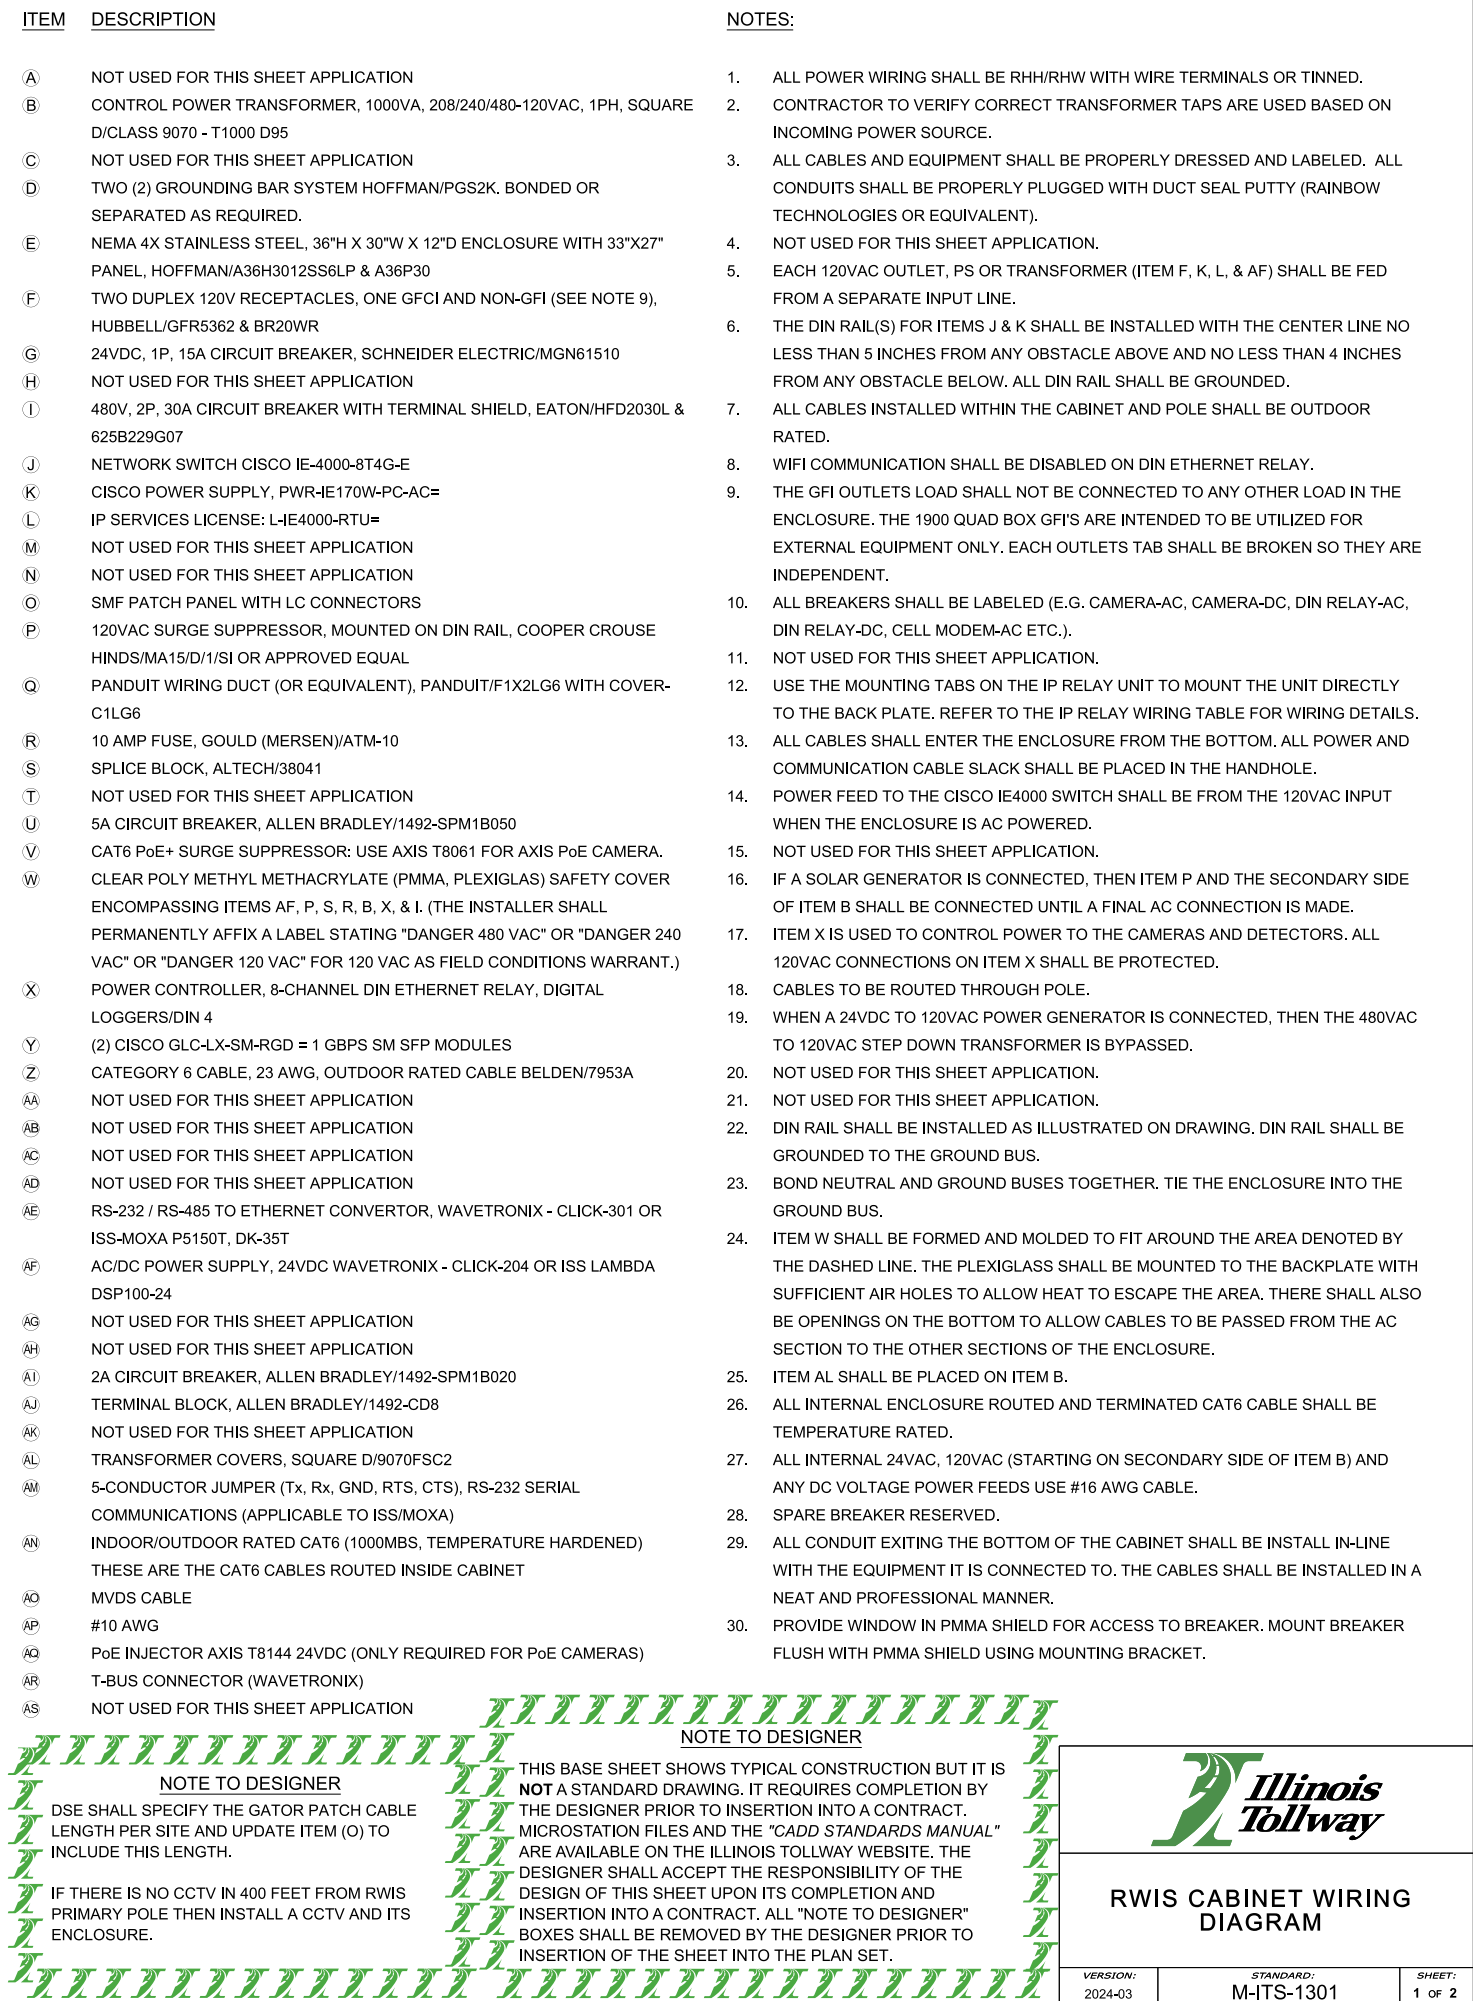 ITEM DESCRIPTION
Ⓐ NOT USED FOR THIS SHEET APPLICATION
Ⓑ CONTROL POWER TRANSFORMER, 1000VA, 208/240/480-120VAC, 1PH, SQUARE
D/CLASS 9070 - T1000 D95
Ⓒ NOT USED FOR THIS SHEET APPLICATION
Ⓓ TWO (2) GROUNDING BAR SYSTEM HOFFMAN/PGS2K. BONDED OR
SEPARATED AS REQUIRED.
Ⓔ NEMA 4X STAINLESS STEEL, 36"H X 30"W X 12"D ENCLOSURE WITH 33"X27"
PANEL, HOFFMAN/A36H3012SS6LP & A36P30
Ⓕ TWO DUPLEX 120V RECEPTACLES, ONE GFCI AND NON-GFI (SEE NOTE 9),
HUBBELL/GFR5362 & BR20WR
Ⓖ 24VDC, 1P, 15A CIRCUIT BREAKER, SCHNEIDER ELECTRIC/MGN61510
Ⓗ NOT USED FOR THIS SHEET APPLICATION
Ⓘ 480V, 2P, 30A CIRCUIT BREAKER WITH TERMINAL SHIELD, EATON/HFD2030L &
625B229G07
Ⓙ NETWORK SWITCH CISCO IE-4000-8T4G-E
Ⓚ CISCO POWER SUPPLY, PWR-IE170W-PC-AC=
Ⓛ IP SERVICES LICENSE: L-IE4000-RTU=
Ⓜ NOT USED FOR THIS SHEET APPLICATION
Ⓝ NOT USED FOR THIS SHEET APPLICATION
Ⓞ SMF PATCH PANEL WITH LC CONNECTORS
Ⓟ 120VAC SURGE SUPPRESSOR, MOUNTED ON DIN RAIL, COOPER CROUSE
HINDS/MA15/D/1/SI OR APPROVED EQUAL
Ⓠ PANDUIT WIRING DUCT (OR EQUIVALENT), PANDUIT/F1X2LG6 WITH COVER-
C1LG6
Ⓡ 10 AMP FUSE, GOULD (MERSEN)/ATM-10
Ⓢ SPLICE BLOCK, ALTECH/38041
Ⓣ NOT USED FOR THIS SHEET APPLICATION
Ⓤ 5A CIRCUIT BREAKER, ALLEN BRADLEY/1492-SPM1B050
Ⓥ CAT6 PoE+ SURGE SUPPRESSOR: USE AXIS T8061 FOR AXIS PoE CAMERA.
Ⓦ CLEAR POLY METHYL METHACRYLATE (PMMA, PLEXIGLAS) SAFETY COVER
ENCOMPASSING ITEMS AF, P, S, R, B, X, & I. (THE INSTALLER SHALL
PERMANENTLY AFFIX A LABEL STATING "DANGER 480 VAC" OR "DANGER 240
VAC" OR "DANGER 120 VAC" FOR 120 VAC AS FIELD CONDITIONS WARRANT.)
Ⓧ POWER CONTROLLER, 8-CHANNEL DIN ETHERNET RELAY, DIGITAL
LOGGERS/DIN 4
Ⓨ (2) CISCO GLC-LX-SM-RGD = 1 GBPS SM SFP MODULES
Ⓩ CATEGORY 6 CABLE, 23 AWG, OUTDOOR RATED CABLE BELDEN/7953A
AA NOT USED FOR THIS SHEET APPLICATION
AB NOT USED FOR THIS SHEET APPLICATION
AC NOT USED FOR THIS SHEET APPLICATION
AD NOT USED FOR THIS SHEET APPLICATION
AE RS-232 / RS-485 TO ETHERNET CONVERTOR, WAVETRONIX - CLICK-301 OR
ISS-MOXA P5150T, DK-35T
AF AC/DC POWER SUPPLY, 24VDC WAVETRONIX - CLICK-204 OR ISS LAMBDA
DSP100-24
AG NOT USED FOR THIS SHEET APPLICATION
AH NOT USED FOR THIS SHEET APPLICATION
AI 2A CIRCUIT BREAKER, ALLEN BRADLEY/1492-SPM1B020
AJ TERMINAL BLOCK, ALLEN BRADLEY/1492-CD8
AK NOT USED FOR THIS SHEET APPLICATION
AL TRANSFORMER COVERS, SQUARE D/9070FSC2
AM 5-CONDUCTOR JUMPER (Tx, Rx, GND, RTS, CTS), RS-232 SERIAL
COMMUNICATIONS (APPLICABLE TO ISS/MOXA)
AN INDOOR/OUTDOOR RATED CAT6 (1000MBS, TEMPERATURE HARDENED)
THESE ARE THE CAT6 CABLES ROUTED INSIDE CABINET
AO MVDS CABLE
AP #10 AWG
AQ PoE INJECTOR AXIS T8144 24VDC (ONLY REQUIRED FOR PoE CAMERAS)
AR T-BUS CONNECTOR (WAVETRONIX)
AS NOT USED FOR THIS SHEET APPLICATION
NOTES:
1. ALL POWER WIRING SHALL BE RHH/RHW WITH WIRE TERMINALS OR TINNED.
2. CONTRACTOR TO VERIFY CORRECT TRANSFORMER TAPS ARE USED BASED ON
INCOMING POWER SOURCE.
3. ALL CABLES AND EQUIPMENT SHALL BE PROPERLY DRESSED AND LABELED. ALL
CONDUITS SHALL BE PROPERLY PLUGGED WITH DUCT SEAL PUTTY (RAINBOW
TECHNOLOGIES OR EQUIVALENT).
4. NOT USED FOR THIS SHEET APPLICATION.
5. EACH 120VAC OUTLET, PS OR TRANSFORMER (ITEM F, K, L, & AF) SHALL BE FED
FROM A SEPARATE INPUT LINE.
6. THE DIN RAIL(S) FOR ITEMS J & K SHALL BE INSTALLED WITH THE CENTER LINE NO
LESS THAN 5 INCHES FROM ANY OBSTACLE ABOVE AND NO LESS THAN 4 INCHES
FROM ANY OBSTACLE BELOW. ALL DIN RAIL SHALL BE GROUNDED.
7. ALL CABLES INSTALLED WITHIN THE CABINET AND POLE SHALL BE OUTDOOR
RATED.
8. WIFI COMMUNICATION SHALL BE DISABLED ON DIN ETHERNET RELAY.
9. THE GFI OUTLETS LOAD SHALL NOT BE CONNECTED TO ANY OTHER LOAD IN THE
ENCLOSURE. THE 1900 QUAD BOX GFI'S ARE INTENDED TO BE UTILIZED FOR
EXTERNAL EQUIPMENT ONLY. EACH OUTLETS TAB SHALL BE BROKEN SO THEY ARE
INDEPENDENT.
10. ALL BREAKERS SHALL BE LABELED (E.G. CAMERA-AC, CAMERA-DC, DIN RELAY-AC,
DIN RELAY-DC, CELL MODEM-AC ETC.).
11. NOT USED FOR THIS SHEET APPLICATION.
12. USE THE MOUNTING TABS ON THE IP RELAY UNIT TO MOUNT THE UNIT DIRECTLY
TO THE BACK PLATE. REFER TO THE IP RELAY WIRING TABLE FOR WIRING DETAILS.
13. ALL CABLES SHALL ENTER THE ENCLOSURE FROM THE BOTTOM. ALL POWER AND
COMMUNICATION CABLE SLACK SHALL BE PLACED IN THE HANDHOLE.
14. POWER FEED TO THE CISCO IE4000 SWITCH SHALL BE FROM THE 120VAC INPUT
WHEN THE ENCLOSURE IS AC POWERED.
15. NOT USED FOR THIS SHEET APPLICATION.
16. IF A SOLAR GENERATOR IS CONNECTED, THEN ITEM P AND THE SECONDARY SIDE
OF ITEM B SHALL BE CONNECTED UNTIL A FINAL AC CONNECTION IS MADE.
17. ITEM X IS USED TO CONTROL POWER TO THE CAMERAS AND DETECTORS. ALL
120VAC CONNECTIONS ON ITEM X SHALL BE PROTECTED.
18. CABLES TO BE ROUTED THROUGH POLE.
19. WHEN A 24VDC TO 120VAC POWER GENERATOR IS CONNECTED, THEN THE 480VAC
TO 120VAC STEP DOWN TRANSFORMER IS BYPASSED.
20. NOT USED FOR THIS SHEET APPLICATION.
21. NOT USED FOR THIS SHEET APPLICATION.
22. DIN RAIL SHALL BE INSTALLED AS ILLUSTRATED ON DRAWING. DIN RAIL SHALL BE
GROUNDED TO THE GROUND BUS.
23. BOND NEUTRAL AND GROUND BUSES TOGETHER. TIE THE ENCLOSURE INTO THE
GROUND BUS.
24. ITEM W SHALL BE FORMED AND MOLDED TO FIT AROUND THE AREA DENOTED BY
THE DASHED LINE. THE PLEXIGLASS SHALL BE MOUNTED TO THE BACKPLATE WITH
SUFFICIENT AIR HOLES TO ALLOW HEAT TO ESCAPE THE AREA. THERE SHALL ALSO
BE OPENINGS ON THE BOTTOM TO ALLOW CABLES TO BE PASSED FROM THE AC
SECTION TO THE OTHER SECTIONS OF THE ENCLOSURE.
25. ITEM AL SHALL BE PLACED ON ITEM B.
26. ALL INTERNAL ENCLOSURE ROUTED AND TERMINATED CAT6 CABLE SHALL BE
TEMPERATURE RATED.
27. ALL INTERNAL 24VAC, 120VAC (STARTING ON SECONDARY SIDE OF ITEM B) AND
ANY DC VOLTAGE POWER FEEDS USE #16 AWG CABLE.
28. SPARE BREAKER RESERVED.
29. ALL CONDUIT EXITING THE BOTTOM OF THE CABINET SHALL BE INSTALL IN-LINE
WITH THE EQUIPMENT IT IS CONNECTED TO. THE CABLES SHALL BE INSTALLED IN A
NEAT AND PROFESSIONAL MANNER.
30. PROVIDE WINDOW IN PMMA SHIELD FOR ACCESS TO BREAKER. MOUNT BREAKER
FLUSH WITH PMMA SHIELD USING MOUNTING BRACKET.
NOTE TO DESIGNER
DSE SHALL SPECIFY THE GATOR PATCH CABLE
LENGTH PER SITE AND UPDATE ITEM (O) TO
INCLUDE THIS LENGTH.
IF THERE IS NO CCTV IN 400 FEET FROM RWIS
PRIMARY POLE THEN INSTALL A CCTV AND ITS
ENCLOSURE.
NOTE TO DESIGNER
THIS BASE SHEET SHOWS TYPICAL CONSTRUCTION BUT IT IS
NOT A STANDARD DRAWING. IT REQUIRES COMPLETION BY
THE DESIGNER PRIOR TO INSERTION INTO A CONTRACT.
MICROSTATION FILES AND THE "CADD STANDARDS MANUAL"
ARE AVAILABLE ON THE ILLINOIS TOLLWAY WEBSITE. THE
DESIGNER SHALL ACCEPT THE RESPONSIBILITY OF THE
DESIGN OF THIS SHEET UPON ITS COMPLETION AND
INSERTION INTO A CONTRACT. ALL "NOTE TO DESIGNER"
BOXES SHALL BE REMOVED BY THE DESIGNER PRIOR TO
INSERTION OF THE SHEET INTO THE PLAN SET.
Illinois
Tollway
RWIS CABINET WIRING
DIAGRAM
VERSION: STANDARD: SHEET:
2024-03 M-ITS-1301 1 OF 2